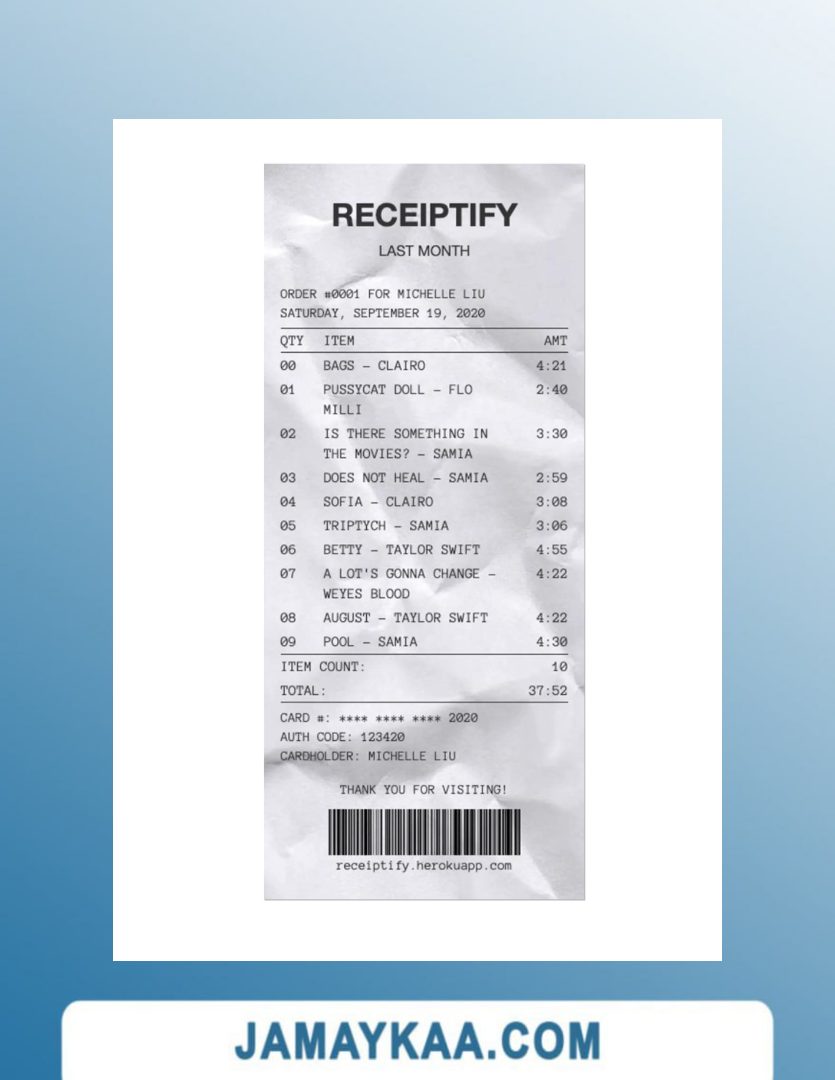 RECEIPTIFY
LAST MONTH
ORDER #0001 FOR MICHELLE LIU
SATURDAY, SEPTEMBER 19, 2020
QTY ITEM AMT
00 BAGS – CLAIRO 4:21
01 PUSSYCAT DOLL – FLO 2:40
MILLI
02 IS THERE SOMETHING IN 3:30
THE MOVIES? – SAMIA
03 DOES NOT HEAL – SAMIA 2:59
04 SOFIA – CLAIRO 3:08
05 TRIPTYCH – SAMIA 3:06
06 BETTY – TAYLOR SWIFT 4:55
07 A LOT'S GONNA CHANGE – 4:22
WEYES BLOOD
08 AUGUST – TAYLOR SWIFT 4:22
09 POOL – SAMIA 4:30
ITEM COUNT: 10
TOTAL: 37:52
CARD #: **** **** **** 2020
AUTH CODE: 123420
CARDHOLDER: MICHELLE LIU
THANK YOU FOR VISITING!
receiptify.herokuapp.com
JAMAYKAA.COM